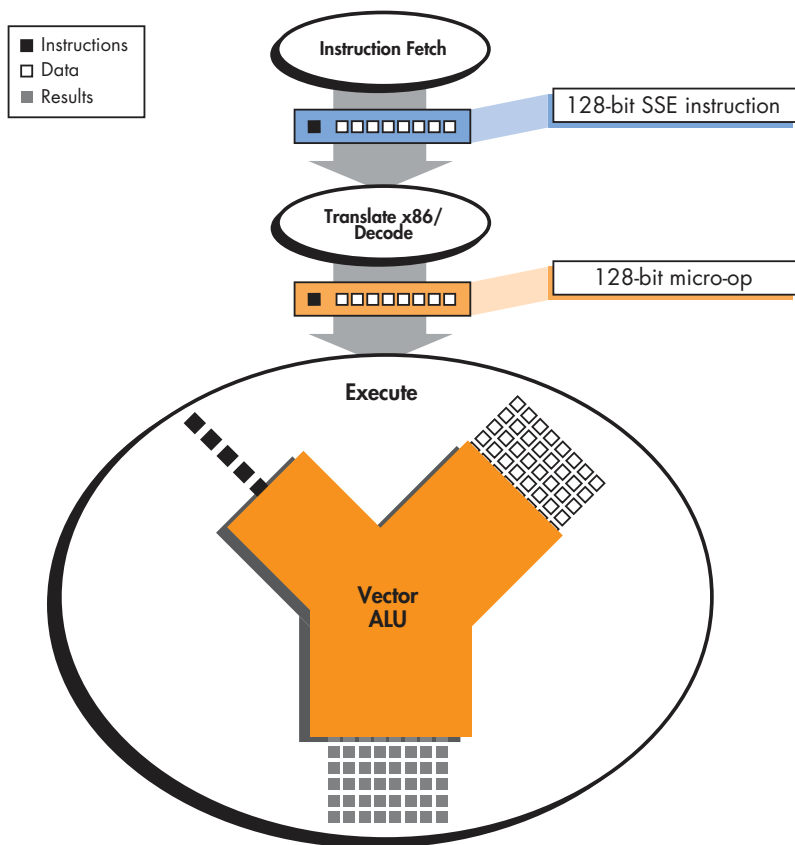 Instructions
Data
Results
Instruction Fetch
128-bit SSE instruction
Translate x86/
Decode
128-bit micro-op
Execute
Vector
ALU